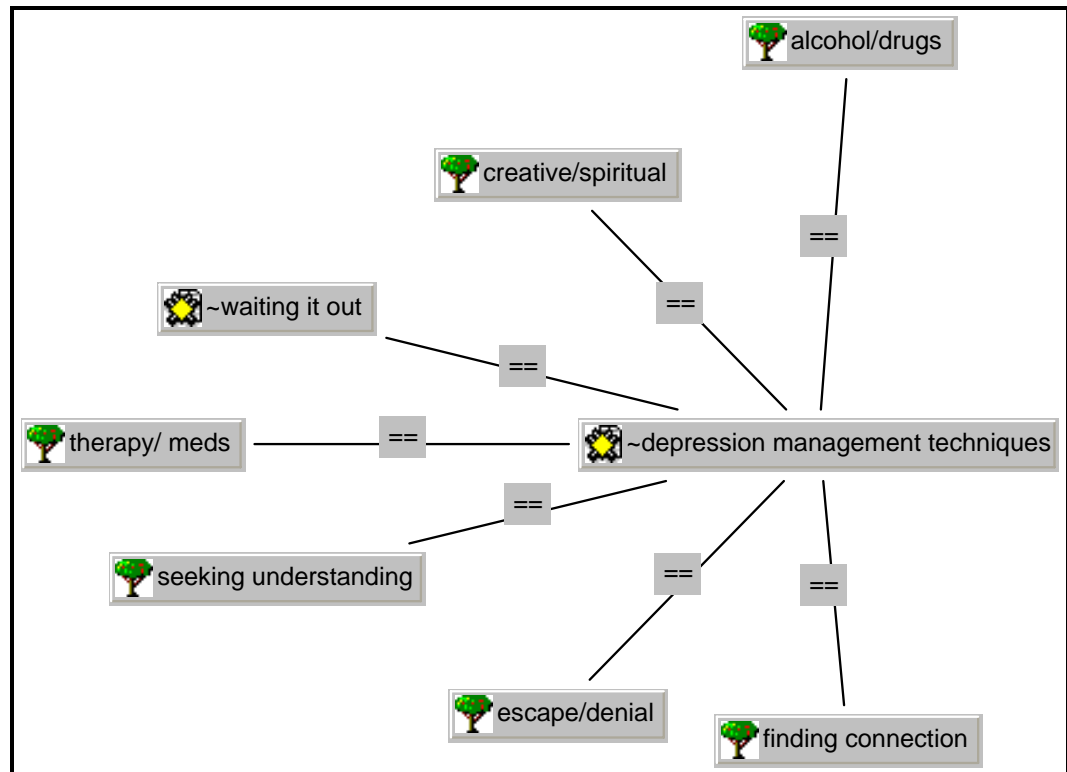 alcohol/drugs
creative/spiritual
==
==
~waiting it out
==
therapy/ meds
==
~depression management techniques
==
seeking understanding
==
==
escape/denial
finding connection